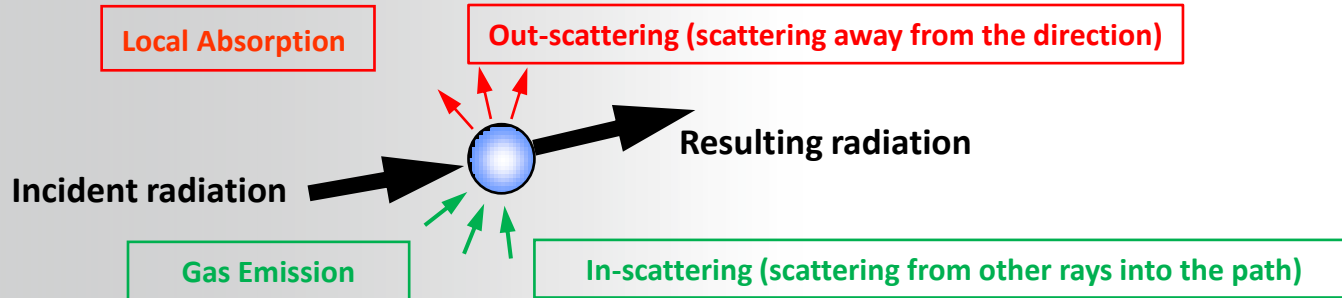 Local Absorption
Out-scattering (scattering away from the direction)
Resulting radiation
Incident radiation
Gas Emission
In-scattering (scattering from other rays into the path)